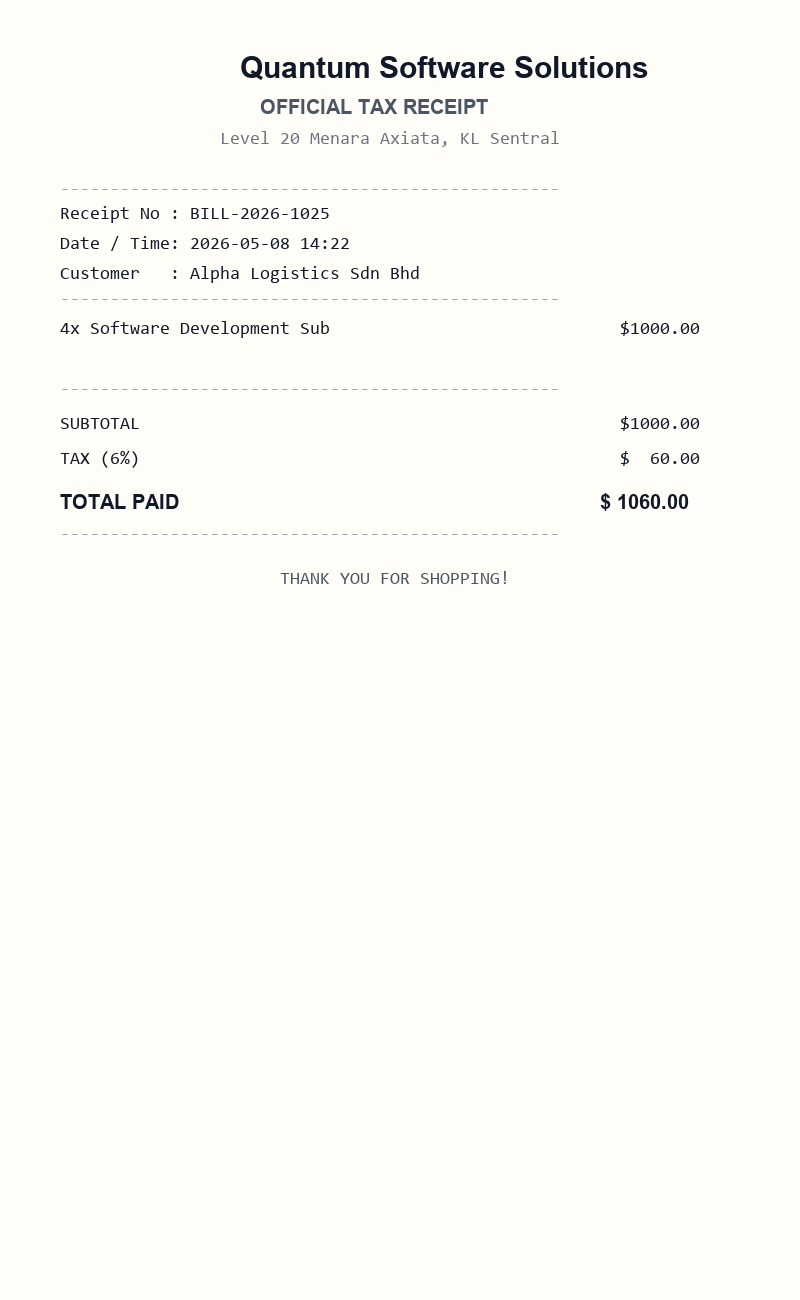 Quantum Software Solutions
OFFICIAL TAX RECEIPT
Level 20 Menara Axiata, KL Sentral
--------------------------------------------------
Receipt No : BILL-2026-1025
Date / Time: 2026-05-08 14:22
Customer   : Alpha Logistics Sdn Bhd
--------------------------------------------------
4x Software Development Sub $1000.00
--------------------------------------------------
SUBTOTAL $1000.00
TAX (6%) $  60.00
TOTAL PAID $ 1060.00
--------------------------------------------------
THANK YOU FOR SHOPPING!